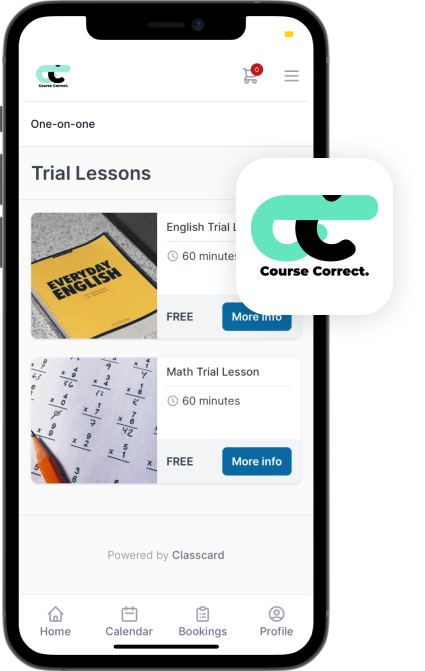 Course Correct.
0
One-on-one
Trial Lessons
English Trial L
60 minutes
EVERYDAY
ENGLISH
FREE
More info
Course Correct.
Math Trial Lesson
60 minutes
FREE
More info
Powered by Classcard
Home
Calendar
Bookings
Profile